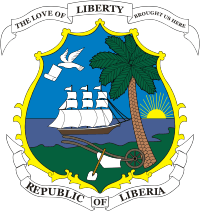 THE LOVE OF LIBERTY BROUGHT US HERE
REPUBLIC OF LIBERIA